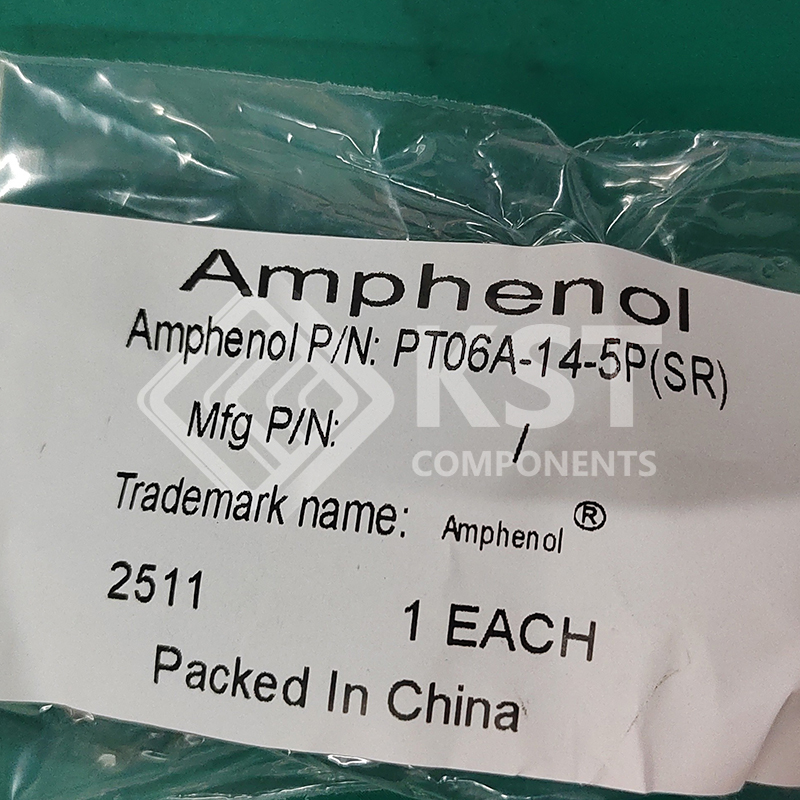 Amphenol
Amphenol P/N: PT06A-14-5P(SR)
Mfg P/N: /
KST
COMPONENTS
Trademark name: Amphenol ®
2511 1 EACH
Packed In China